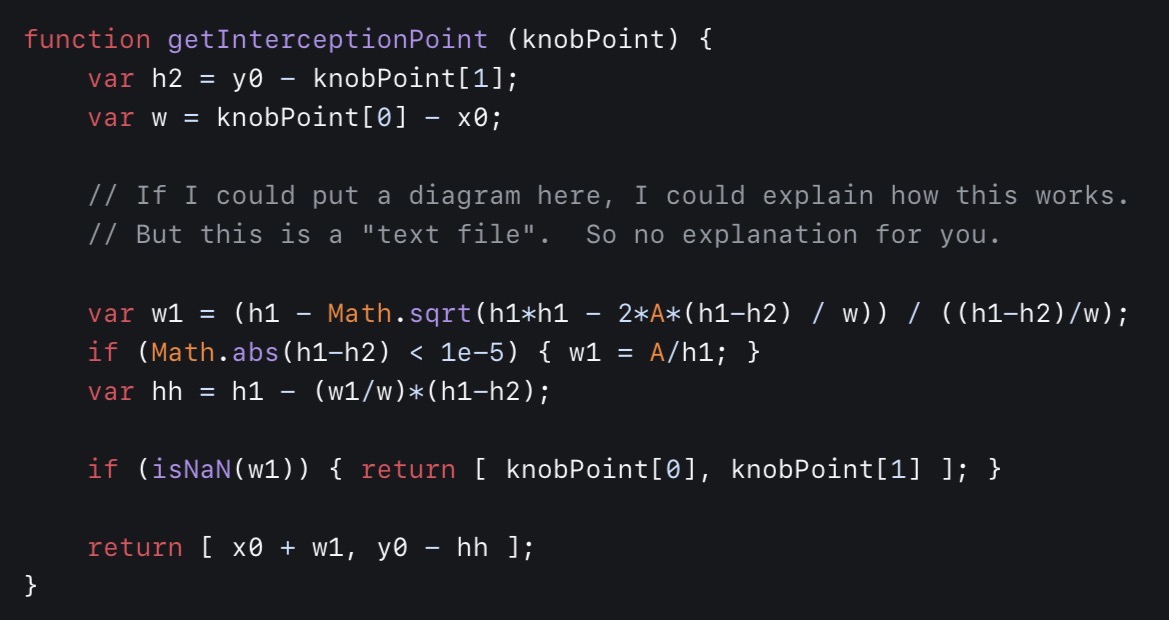 function getInterceptionPoint (knobPoint) {
    var h2 = y0 - knobPoint[1];
    var w = knobPoint[0] - x0;

    // If I could put a diagram here, I could explain how this works.
    // But this is a "text file".  So no explanation for you.

    var w1 = (h1 - Math.sqrt(h1*h1 - 2*A*(h1-h2) / w)) / ((h1-h2)/w);
    if (Math.abs(h1-h2) < 1e-5) { w1 = A/h1; }
    var hh = h1 - (w1/w)*(h1-h2);

    if (isNaN(w1)) { return [ knobPoint[0], knobPoint[1] ]; }

    return [ x0 + w1, y0 - hh ];
}